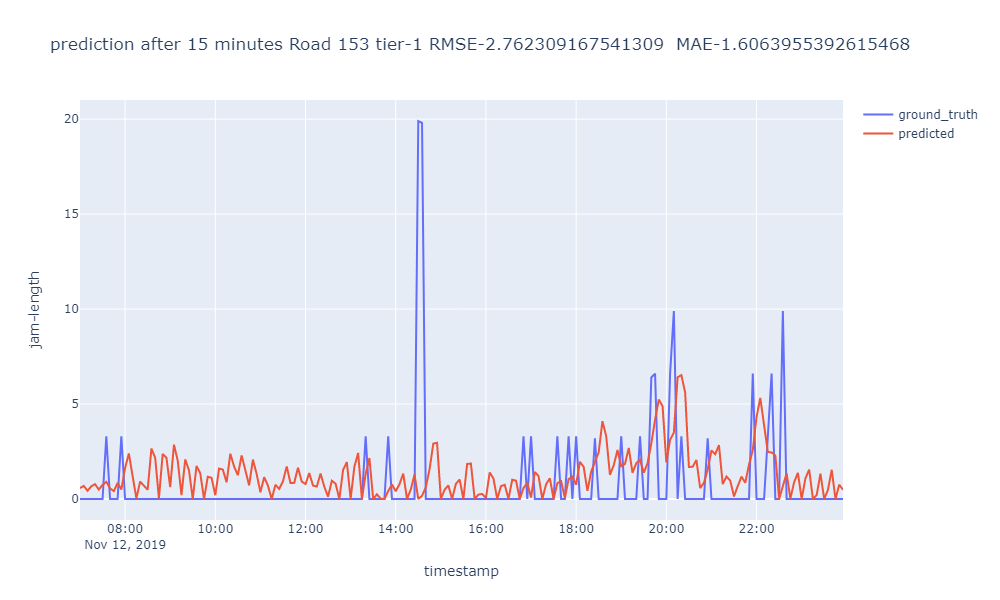 prediction after 15 minutes Road 153 tier-1 RMSE-2.762309167541309  MAE-1.6063955392615468
ground_truth
predicted
20
15
10
5
0
jam-length
08:00 10:00 12:00 14:00 16:00 18:00 20:00 22:00
Nov 12, 2019
timestamp